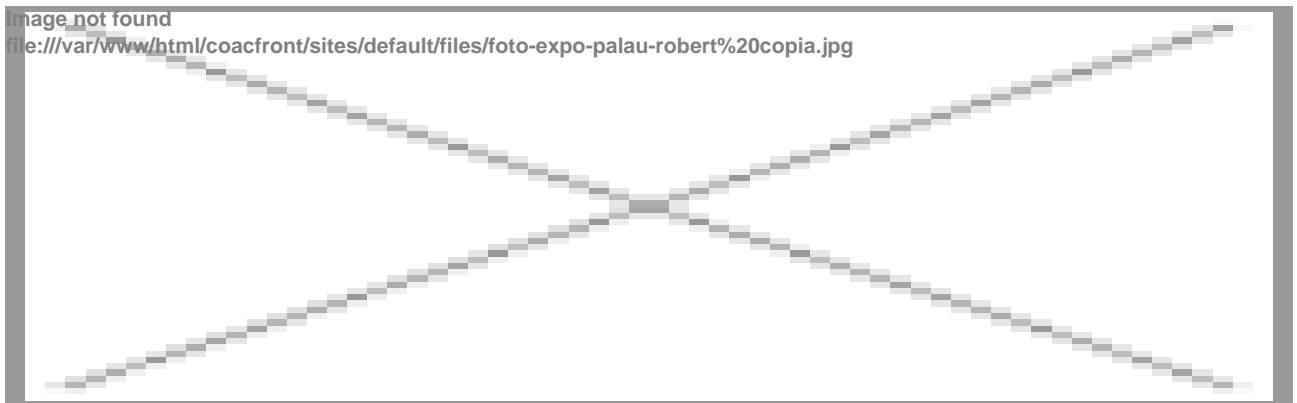 Image not found
file:///var/www/html/coacfront/sites/default/files/foto-expo-palau-robert%20copia.jpg